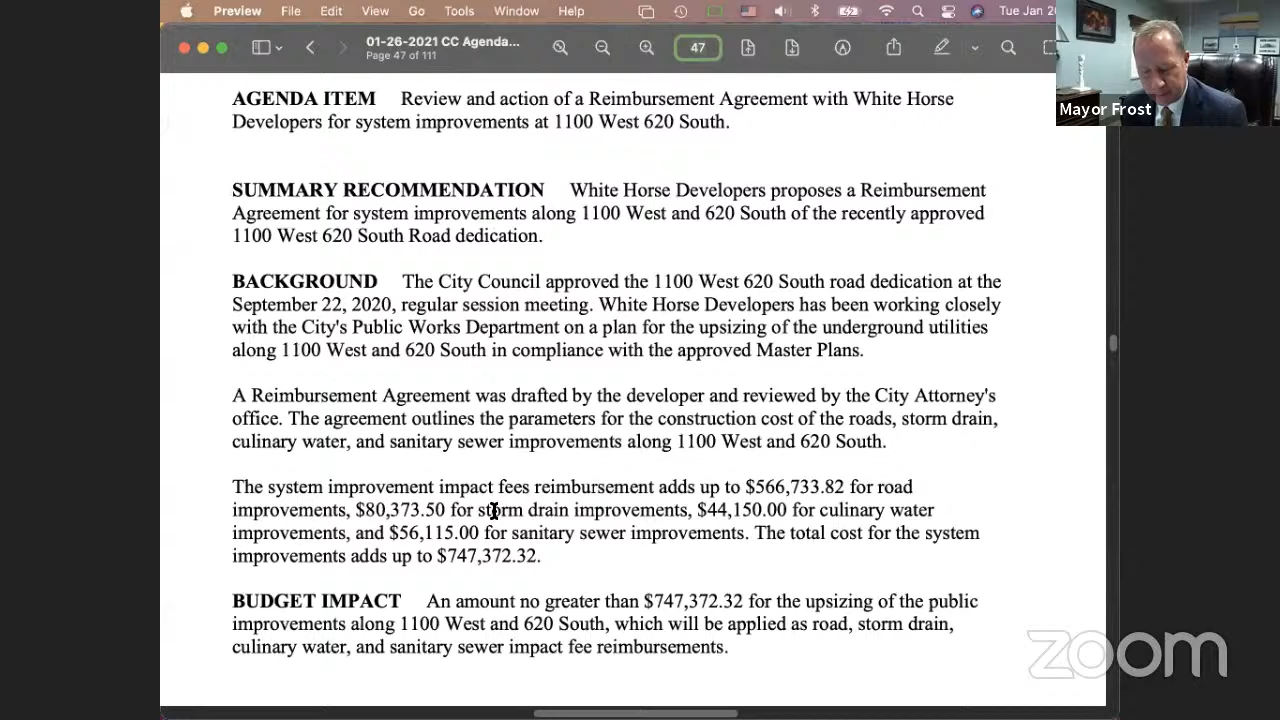 Preview File Edit View Go Tools Window Help Tue Jan 2
01-26-2021 CC Agenda...
Page 47 of 111
47
Mayor Frost
AGENDA ITEM Review and action of a Reimbursement Agreement with White Horse
Developers for system improvements at 1100 West 620 South.
SUMMARY RECOMMENDATION White Horse Developers proposes a Reimbursement
Agreement for system improvements along 1100 West and 620 South of the recently approved
1100 West 620 South Road dedication.
BACKGROUND The City Council approved the 1100 West 620 South road dedication at the
September 22, 2020, regular session meeting. White Horse Developers has been working closely
with the City's Public Works Department on a plan for the upsizing of the underground utilities
along 1100 West and 620 South in compliance with the approved Master Plans.
A Reimbursement Agreement was drafted by the developer and reviewed by the City Attorney's
office. The agreement outlines the parameters for the construction cost of the roads, storm drain,
culinary water, and sanitary sewer improvements along 1100 West and 620 South.
The system improvement impact fees reimbursement adds up to $566,733.82 for road
improvements, $80,373.50 for storm drain improvements, $44,150.00 for culinary water
improvements, and $56,115.00 for sanitary sewer improvements. The total cost for the system
improvements adds up to $747,372.32.
BUDGET IMPACT An amount no greater than $747,372.32 for the upsizing of the public
improvements along 1100 West and 620 South, which will be applied as road, storm drain,
culinary water, and sanitary sewer impact fee reimbursements.
zoom